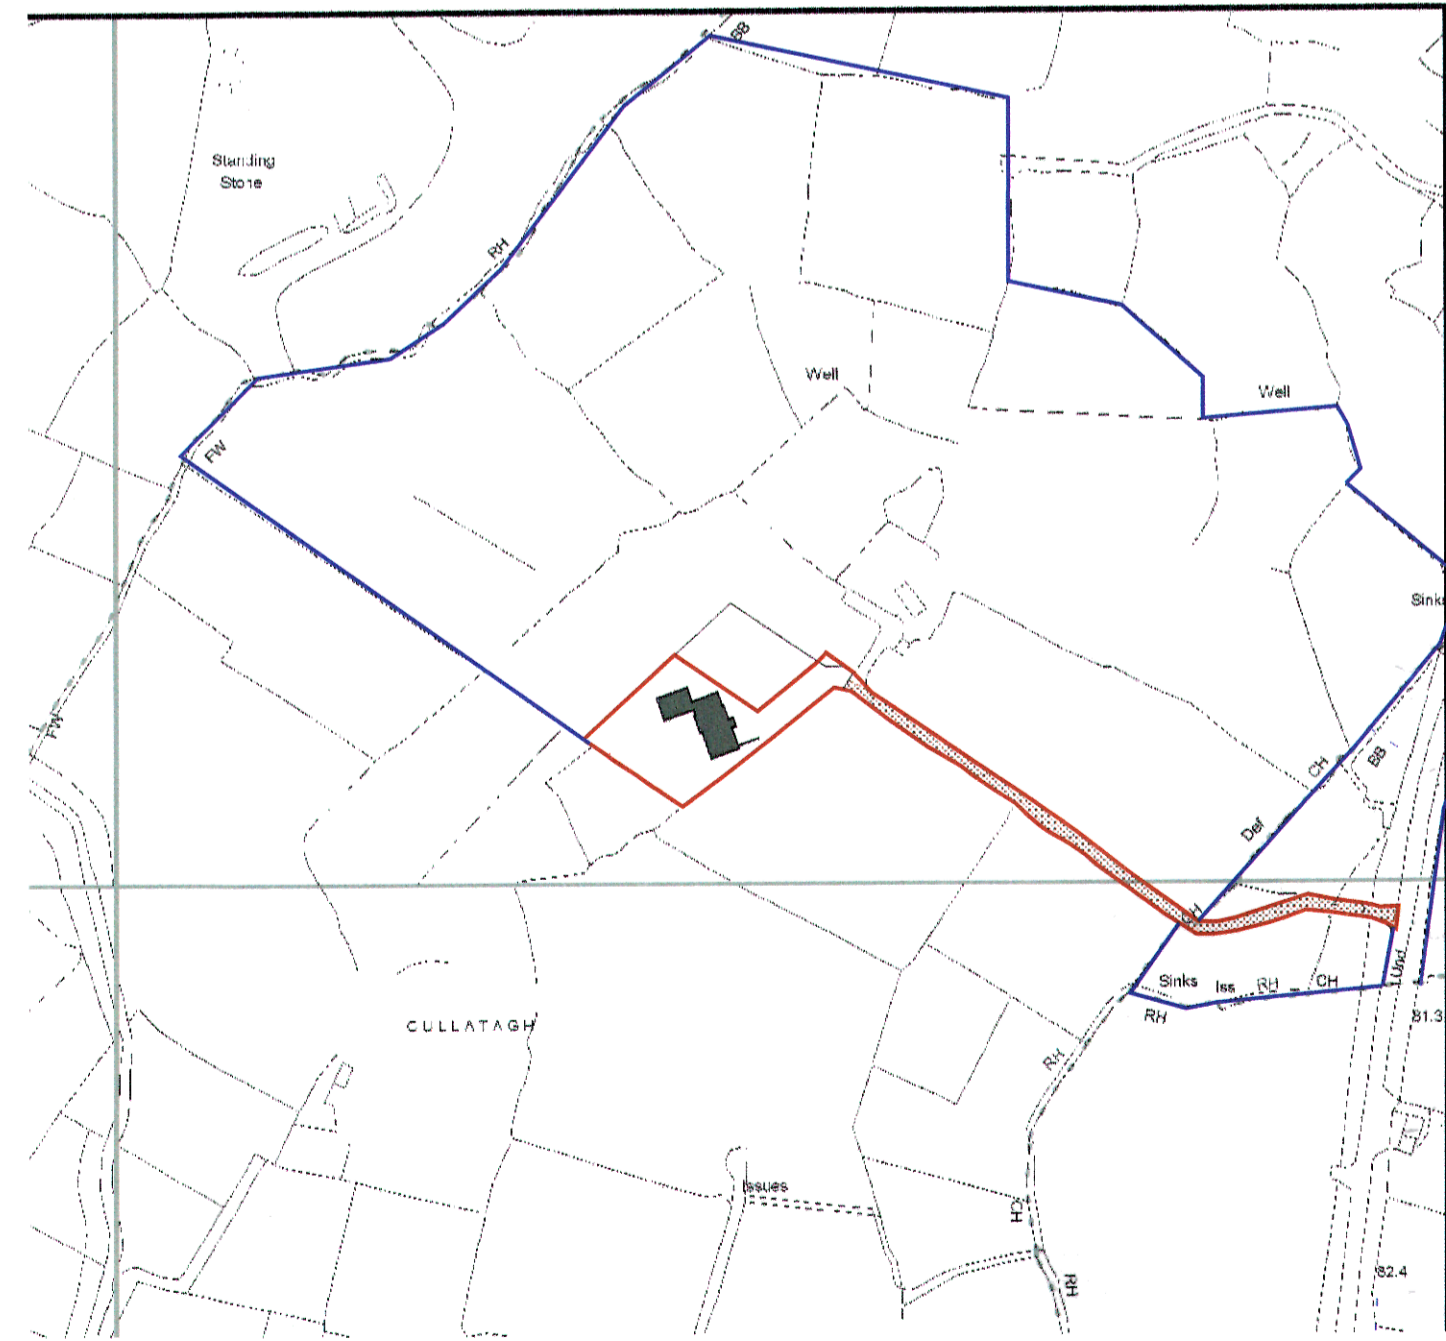 BB
Standing
Stone
RH
Well
Well
FW
Sinks
FW
CH
BB
Def
CH
Und
Sinks
Iss
RH
CH
RH
81.3
CULLATAGH
RH
Issues
CH
82.4
RH